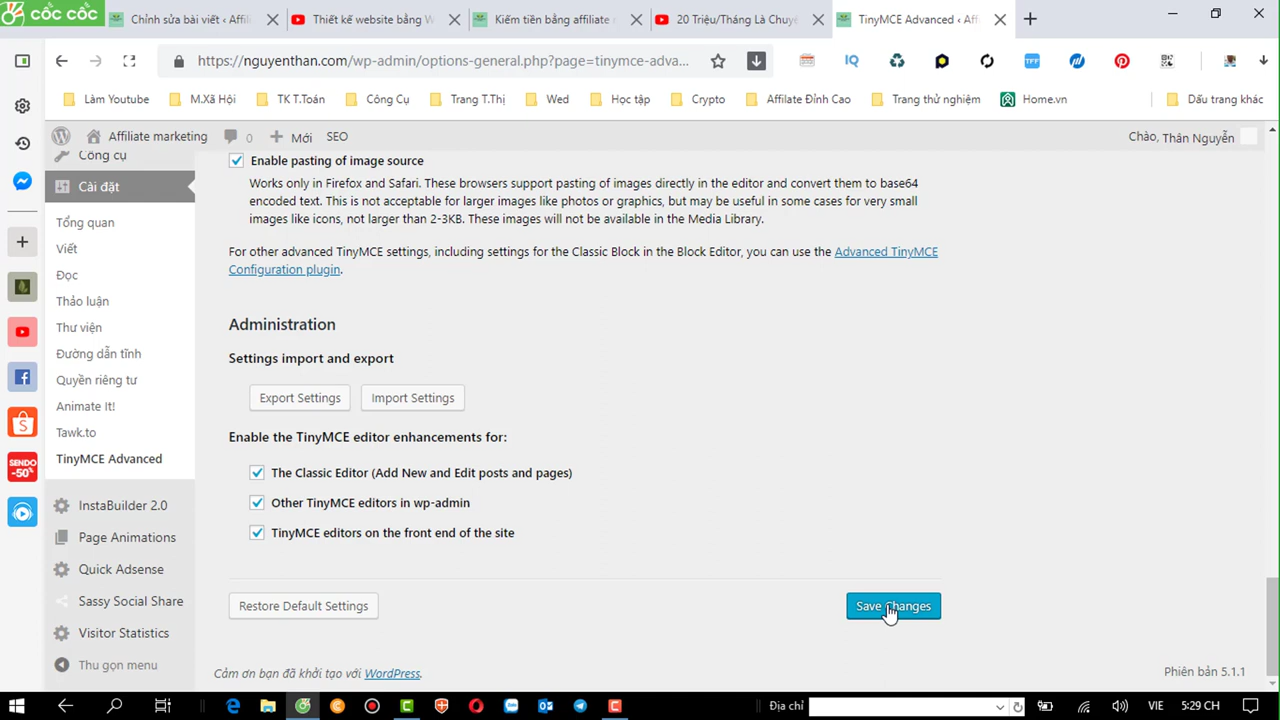 cốc cốc
Chỉnh sửa bài viết ‹ Affili
Thiết kế website bằng W
Kiếm tiền bằng affiliate
20 Triệu/Tháng Là Chuyệ
TinyMCE Advanced ‹ Aff
https://nguyenthan.com/wp-admin/options-general.php?page=tinymce-adva...
IQ
TFF
Làm Youtube
M.Xã Hội
TK T.Toán
Công Cụ
Trang T.Thị
Wed
Học tập
Crypto
Affilate Đỉnh Cao
Trang thử nghiệm
Home.vn
Dấu trang khác
Affiliate marketing
0
Mới
SEO
Chào, Thân Nguyễn
Công cụ
Cài đặt
Tổng quan
Viết
Đọc
Thảo luận
Thư viện
Đường dẫn tĩnh
Quyền riêng tư
Animate It!
Tawk.to
TinyMCE Advanced
InstaBuilder 2.0
Page Animations
Quick Adsense
Sassy Social Share
Visitor Statistics
Thu gọn menu
SENDO
-50%
Enable pasting of image source
Works only in Firefox and Safari. These browsers support pasting of images directly in the editor and convert them to base64
encoded text. This is not acceptable for larger images like photos or graphics, but may be useful in some cases for very small
images like icons, not larger than 2-3KB. These images will not be available in the Media Library.
For other advanced TinyMCE settings, including settings for the Classic Block in the Block Editor, you can use the Advanced TinyMCE
Configuration plugin.
Administration
Settings import and export
Export Settings
Import Settings
Enable the TinyMCE editor enhancements for:
The Classic Editor (Add New and Edit posts and pages)
Other TinyMCE editors in wp-admin
TinyMCE editors on the front end of the site
Restore Default Settings
Save Changes
Cảm ơn bạn đã khởi tạo với WordPress.
Phiên bản 5.1.1
Địa chỉ
VIE
5:29 CH